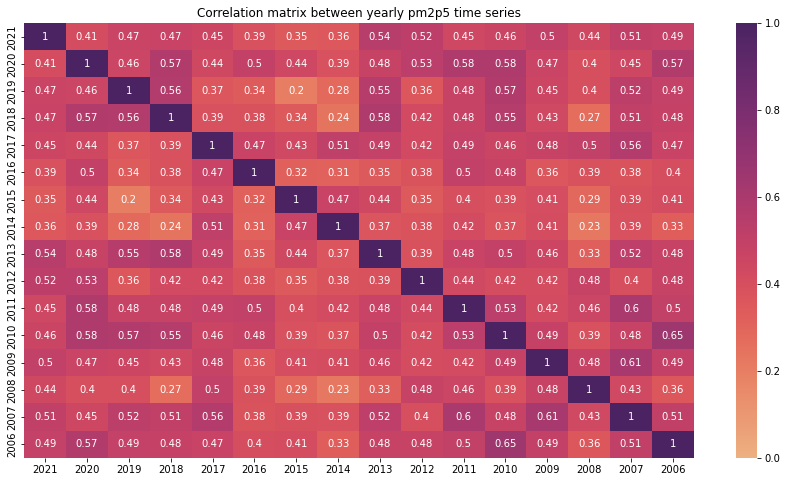 Correlation matrix between yearly pm2p5 time series
2021 1 0.41 0.47 0.47 0.45 0.39 0.35 0.36 0.54 0.52 0.45 0.46 0.5 0.44 0.51 0.49
2020 0.41 1 0.46 0.57 0.44 0.5 0.44 0.39 0.48 0.53 0.58 0.58 0.47 0.4 0.45 0.57
2019 0.47 0.46 1 0.56 0.37 0.34 0.2 0.28 0.55 0.36 0.48 0.57 0.45 0.4 0.52 0.49
2018 0.47 0.57 0.56 1 0.39 0.38 0.34 0.24 0.58 0.42 0.48 0.55 0.43 0.27 0.51 0.48
2017 0.45 0.44 0.37 0.39 1 0.47 0.43 0.51 0.49 0.42 0.49 0.46 0.48 0.5 0.56 0.47
2016 0.39 0.5 0.34 0.38 0.47 1 0.32 0.31 0.35 0.38 0.5 0.48 0.36 0.39 0.38 0.4
2015 0.35 0.44 0.2 0.34 0.43 0.32 1 0.47 0.44 0.35 0.4 0.39 0.41 0.29 0.39 0.41
2014 0.36 0.39 0.28 0.24 0.51 0.31 0.47 1 0.37 0.38 0.42 0.37 0.41 0.23 0.39 0.33
2013 0.54 0.48 0.55 0.58 0.49 0.35 0.44 0.37 1 0.39 0.48 0.5 0.46 0.33 0.52 0.48
2012 0.52 0.53 0.36 0.42 0.42 0.38 0.35 0.38 0.39 1 0.44 0.42 0.42 0.48 0.4 0.48
2011 0.45 0.58 0.48 0.48 0.49 0.5 0.4 0.42 0.48 0.44 1 0.53 0.42 0.46 0.6 0.5
2010 0.46 0.58 0.57 0.55 0.46 0.48 0.39 0.37 0.5 0.42 0.53 1 0.49 0.39 0.48 0.65
2009 0.5 0.47 0.45 0.43 0.48 0.36 0.41 0.41 0.46 0.42 0.42 0.49 1 0.48 0.61 0.49
2008 0.44 0.4 0.4 0.27 0.5 0.39 0.29 0.23 0.33 0.48 0.46 0.39 0.48 1 0.43 0.36
2007 0.51 0.45 0.52 0.51 0.56 0.38 0.39 0.39 0.52 0.4 0.6 0.48 0.61 0.43 1 0.51
2006 0.49 0.57 0.49 0.48 0.47 0.4 0.41 0.33 0.48 0.48 0.5 0.65 0.49 0.36 0.51 1
2021 2020 2019 2018 2017 2016 2015 2014 2013 2012 2011 2010 2009 2008 2007 2006
1.0
0.8
0.6
0.4
0.2
0.0